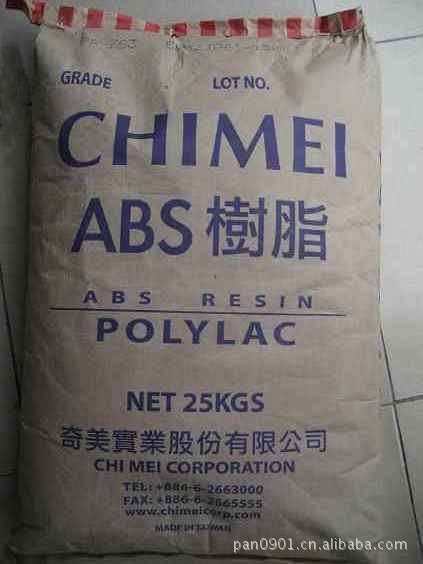 GRADE LOT NO.
CHIMEI
ABS 樹脂
ABS RESIN
POLYLAC
NET 25KGS
奇美實業股份有限公司
CHI MEI CORPORATION
TEL: +886-6-2663000
FAX: +886-6-2665555
www.chimeicorp.com
MADE IN TAIWAN
pan0901.cn.alibaba.com